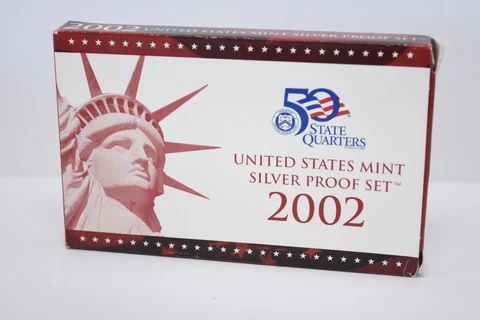 2002 UNITED STATES MINT SILVER PROOF SET
50
STATE
QUARTERS
UNITED STATES MINT
SILVER PROOF SET™
2002